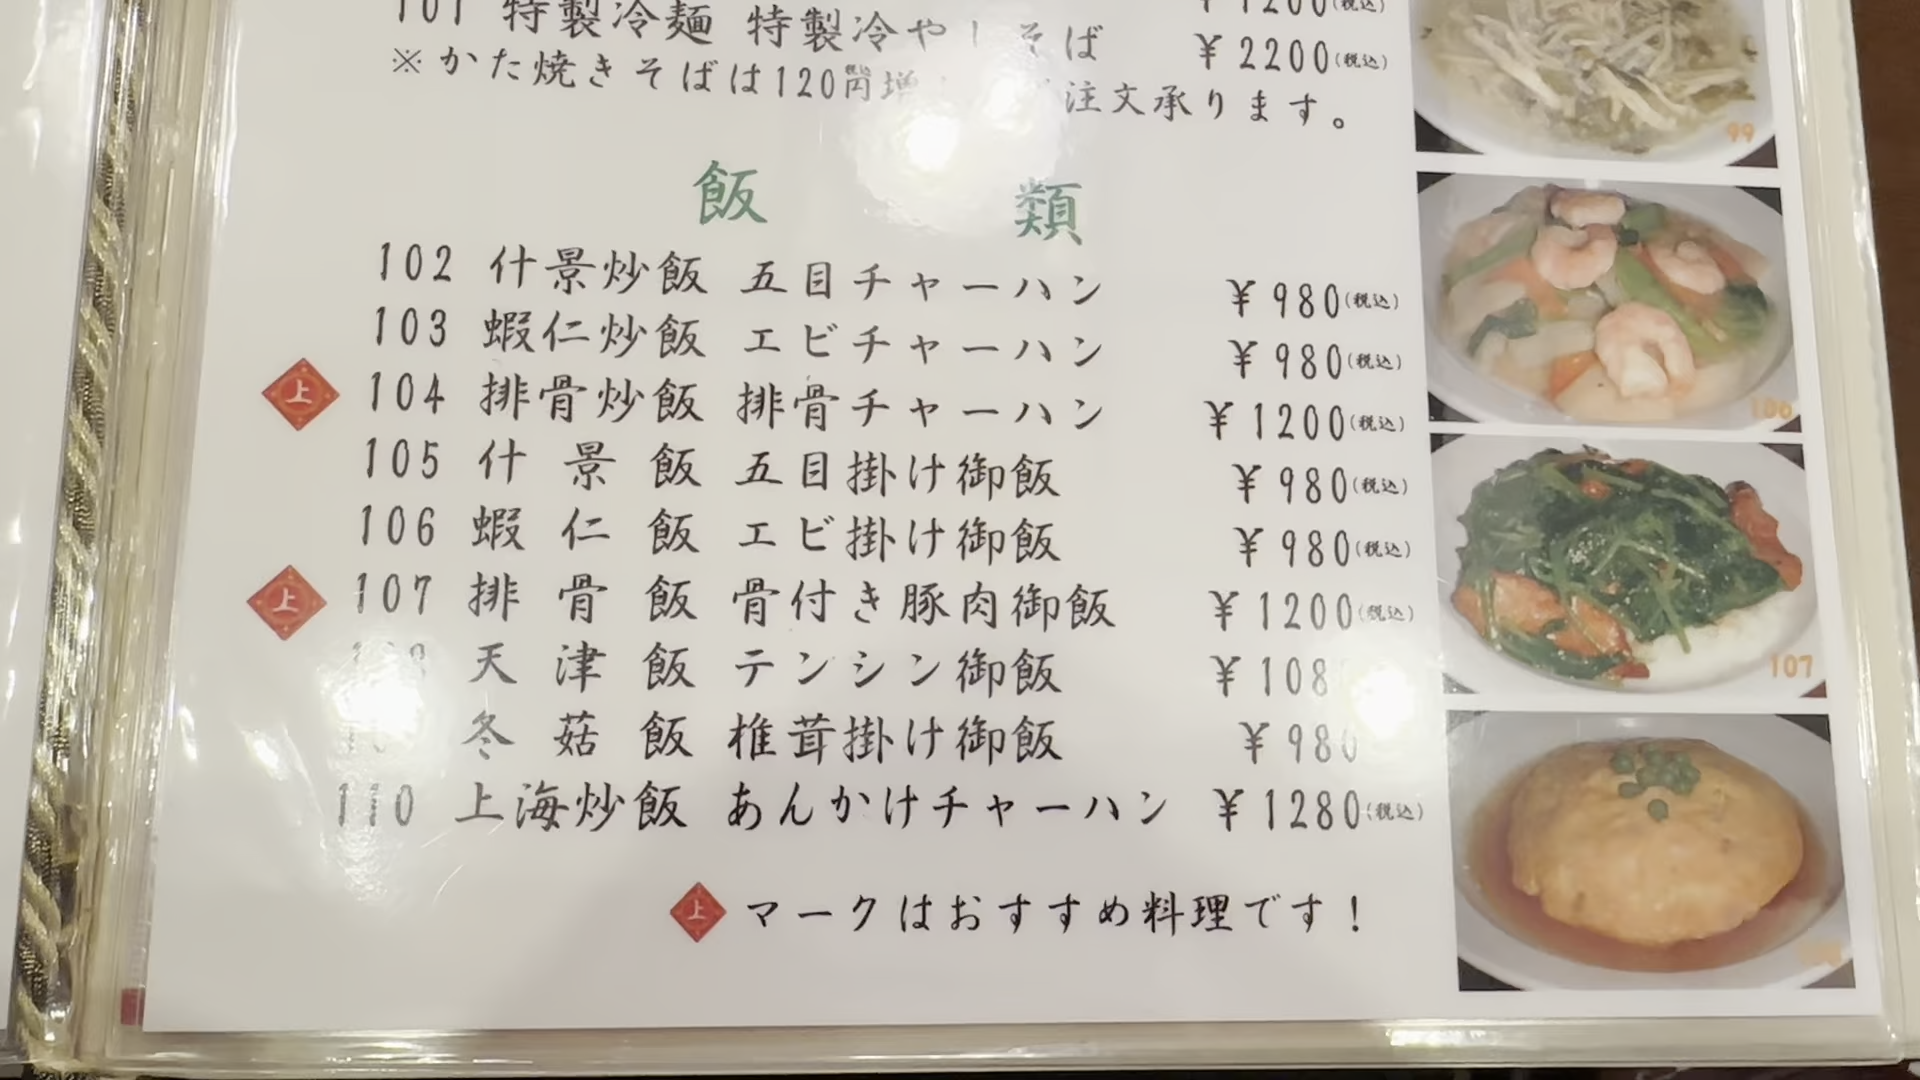 101 特製冷麺 特製冷やしそば ¥2200(税込)
¥1200(税込)
※かた焼きそばは120円増 注文承ります。
飯 類
102 什景炒飯 五目チャーハン ¥980(税込)
103 蝦仁炒飯 エビチャーハン ¥980(税込)
上 104 排骨炒飯 排骨チャーハン ¥1200(税込)
105 什景飯 五目掛け御飯 ¥980(税込)
106 蝦仁飯 エビ掛け御飯 ¥980(税込)
上 107 排骨飯 骨付き豚肉御飯 ¥1200(税込)
天津飯 テンシン御飯 ¥108
冬菇飯 椎茸掛け御飯 ¥980
110 上海炒飯 あんかけチャーハン ¥1280(税込)
上 マークはおすすめ料理です！
99
106
107